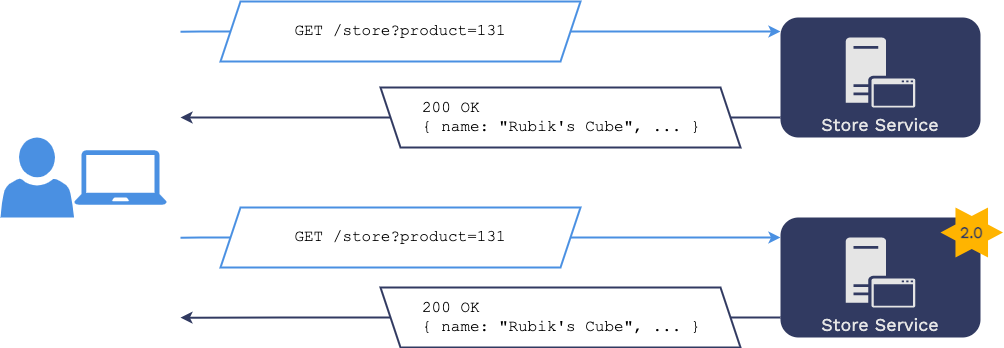 GET /store?product=131
200 OK
{ name: "Rubik's Cube", ... }
Store Service
GET /store?product=131
2.0
200 OK
{ name: "Rubik's Cube", ... }
Store Service